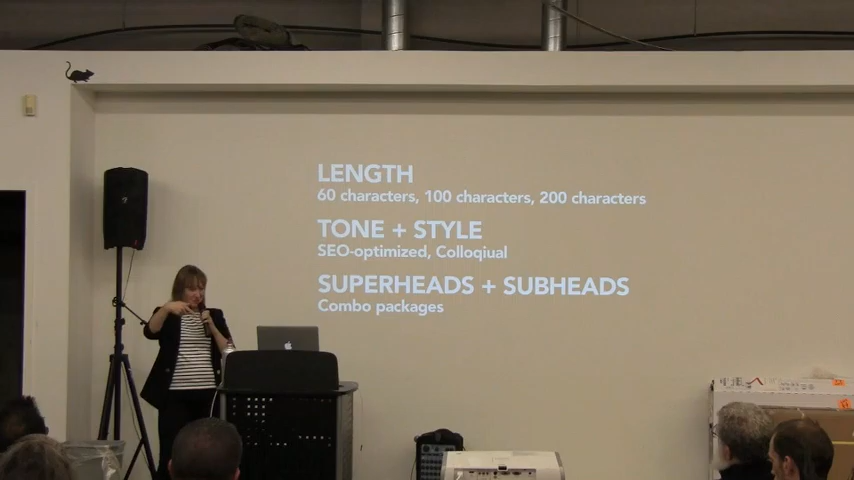 LENGTH
60 characters, 100 characters, 200 characters
TONE + STYLE
SEO-optimized, Colloqiual
SUPERHEADS + SUBHEADS
Combo packages